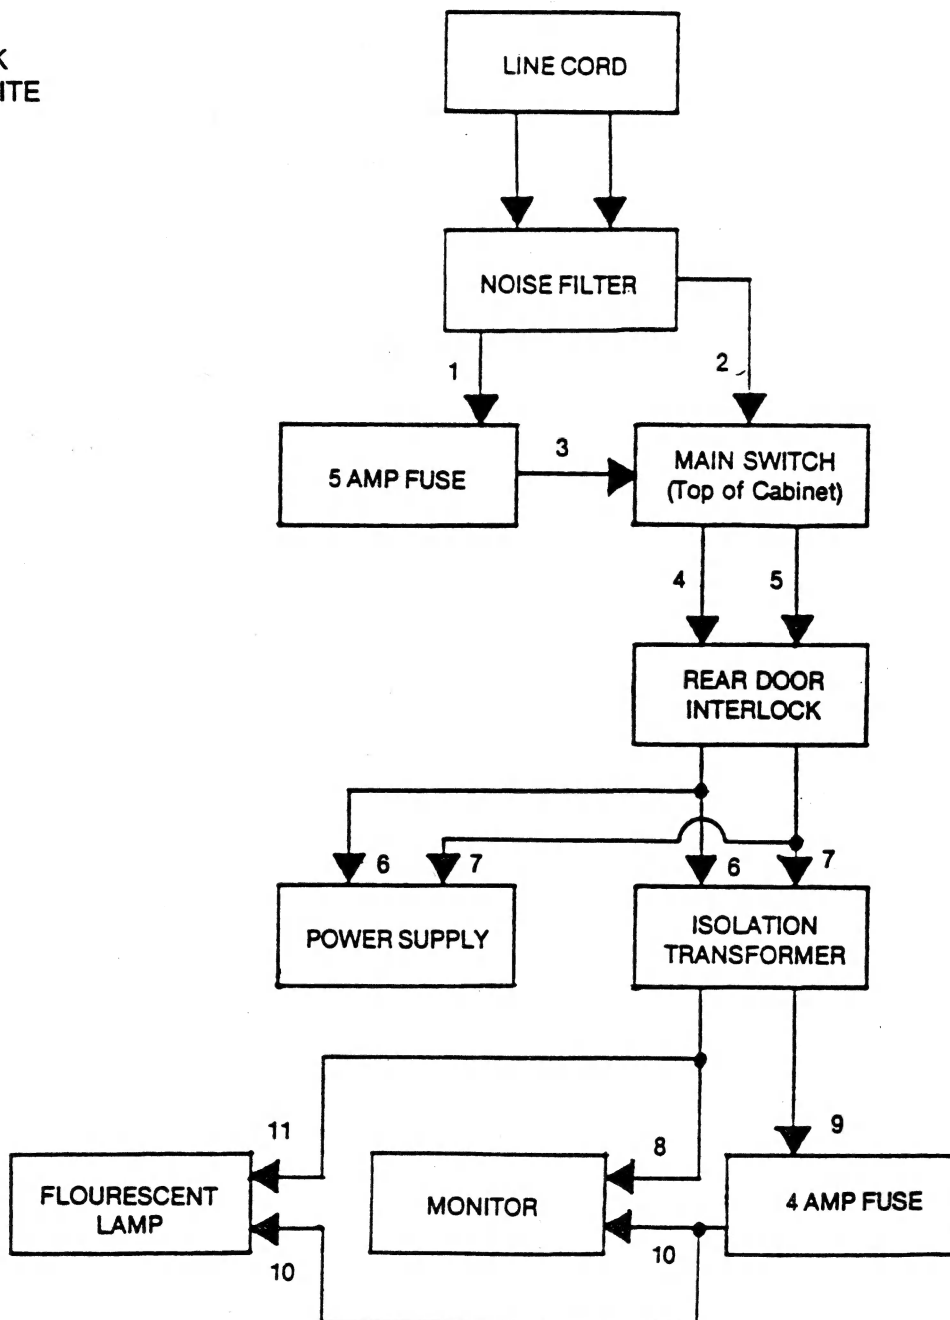 LINE CORD
NOISE FILTER
1
2
5 AMP FUSE
3
MAIN SWITCH
(Top of Cabinet)
4
5
REAR DOOR
INTERLOCK
6
7
6
7
POWER SUPPLY
ISOLATION
TRANSFORMER
11
8
9
FLOURESCENT
LAMP
MONITOR
4 AMP FUSE
10
10